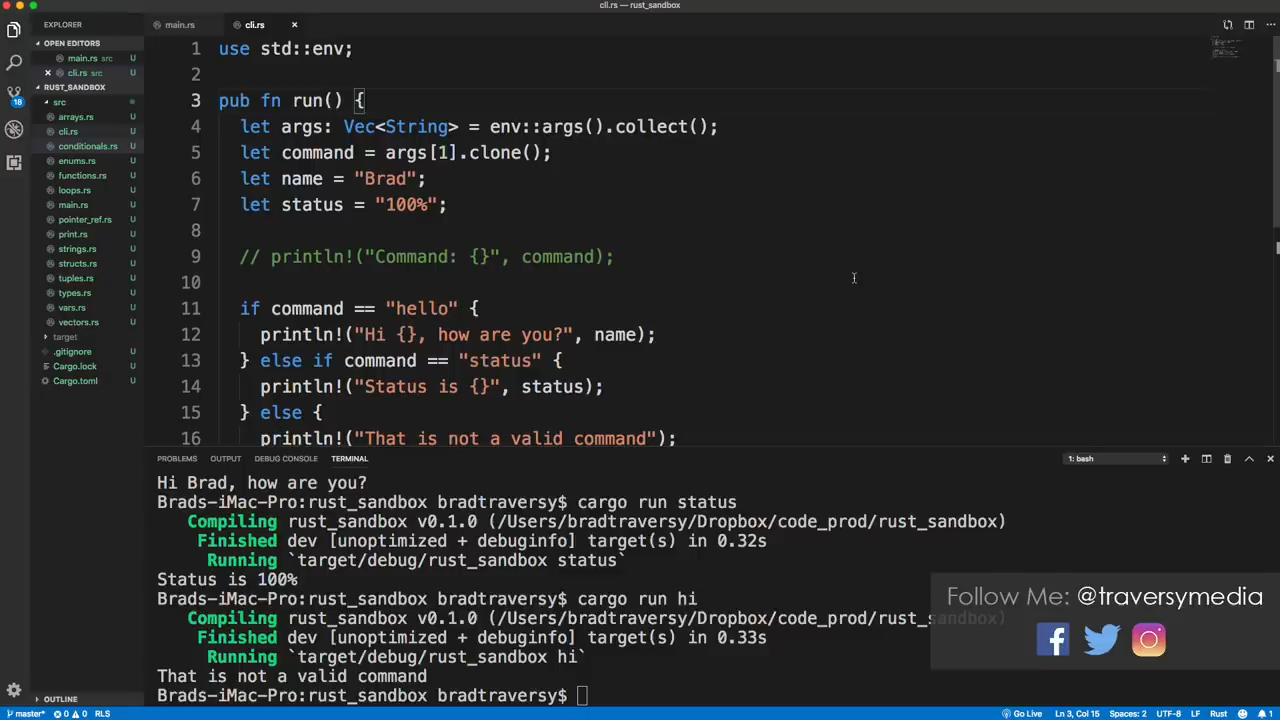 cli.rs — rust_sandbox
EXPLORER
main.rs
cli.rs
OPEN EDITORS
main.rs src U
cli.rs src U
RUST_SANDBOX
src
arrays.rs U
cli.rs U
conditionals.rs U
enums.rs U
functions.rs U
loops.rs U
main.rs U
pointer_ref.rs U
print.rs U
strings.rs U
structs.rs U
tuples.rs U
types.rs U
vars.rs U
vectors.rs U
target
.gitignore U
Cargo.lock U
Cargo.toml U
OUTLINE
18
1 use std::env;
2
3 pub fn run() {
4 let args: Vec<String> = env::args().collect();
5 let command = args[1].clone();
6 let name = "Brad";
7 let status = "100%";
8
9 // println!("Command: {}", command);
10
11 if command == "hello" {
12 println!("Hi {}, how are you?", name);
13 } else if command == "status" {
14 println!("Status is {}", status);
15 } else {
16 println!("That is not a valid command");
PROBLEMS OUTPUT DEBUG CONSOLE TERMINAL
1: bash
Hi Brad, how are you?
Brads-iMac-Pro:rust_sandbox bradtraversy$ cargo run status
Compiling rust_sandbox v0.1.0 (/Users/bradtraversy/Dropbox/code_prod/rust_sandbox)
Finished dev [unoptimized + debuginfo] target(s) in 0.32s
Running `target/debug/rust_sandbox status`
Status is 100%
Brads-iMac-Pro:rust_sandbox bradtraversy$ cargo run hi
Compiling rust_sandbox v0.1.0 (/Users/bradtraversy/Dropbox/code_prod/rust_sandbox)
Finished dev [unoptimized + debuginfo] target(s) in 0.33s
Running `target/debug/rust_sandbox hi`
That is not a valid command
Brads-iMac-Pro:rust_sandbox bradtraversy$
Follow Me: @traversymedia
master* 0 0 RLS
Go Live Ln 3, Col 15 Spaces: 2 UTF-8 LF Rust 1